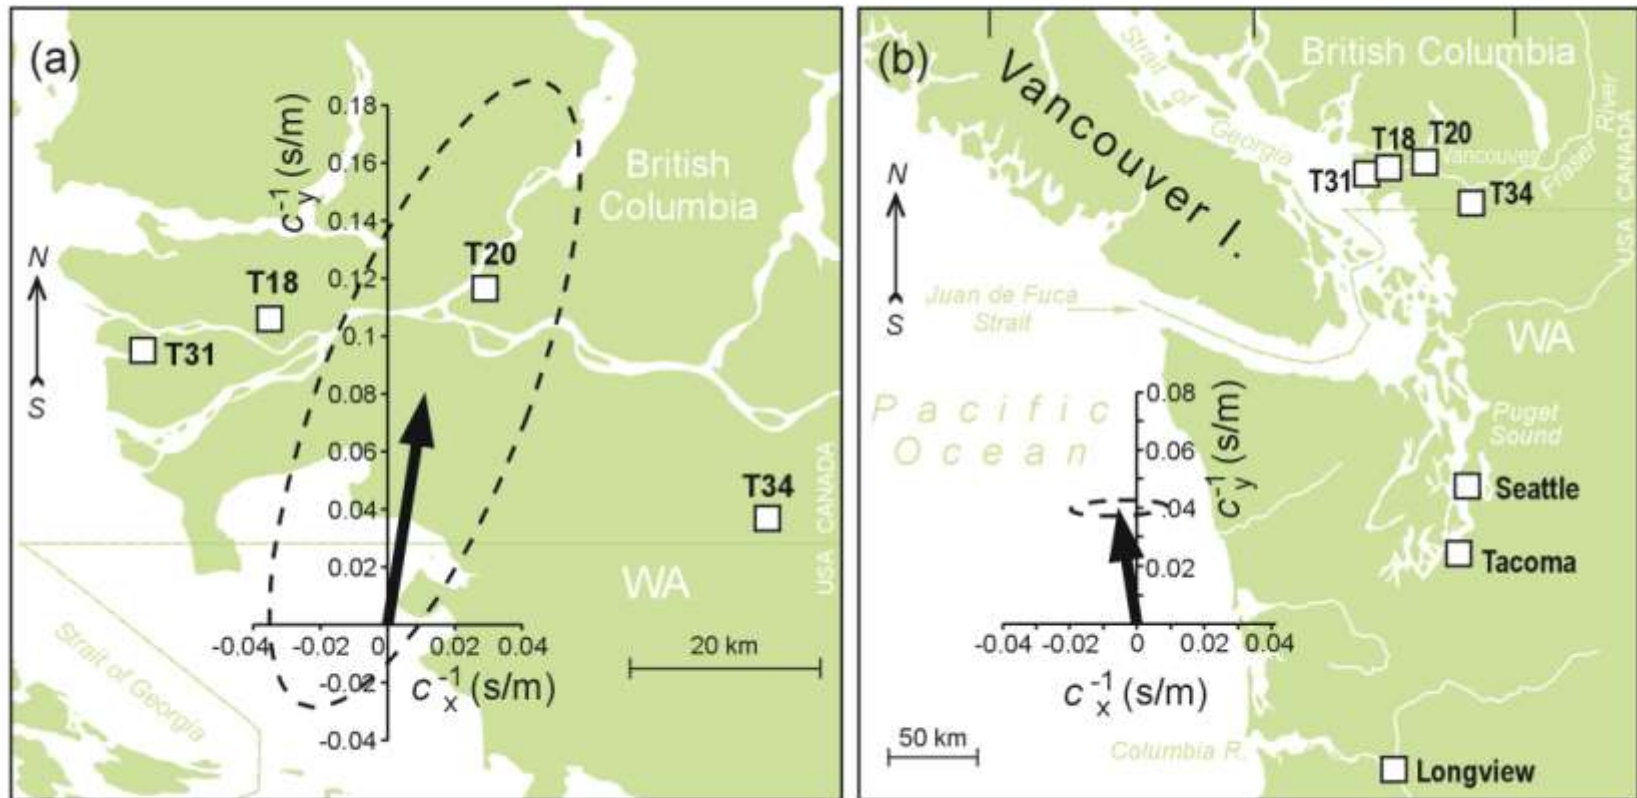 (a)
0.18
0.16
0.14
0.12
0.1
0.08
0.06
0.04
0.02
-0.02
-0.04
c_y^-1 (s/m)
British
Columbia
N
S
T18
T20
T31
T34
WA
USA CANADA
-0.04 -0.02 0 0.02 0.04
c_x^-1 (s/m)
20 km
Strait of Georgia
(b)
Vancouver I.
Strait
of
Georgia
British Columbia
T18
T20
T31
T34
Vancouver
Fraser
River
USA CANADA
N
S
Juan de Fuca
Strait
WA
Pacific
Ocean
0.08
0.06
0.04
0.02
c_y^-1 (s/m)
Puget
Sound
Seattle
Tacoma
-0.04 -0.02 0 0.02 0.04
c_x^-1 (s/m)
50 km
Columbia R.
Longview